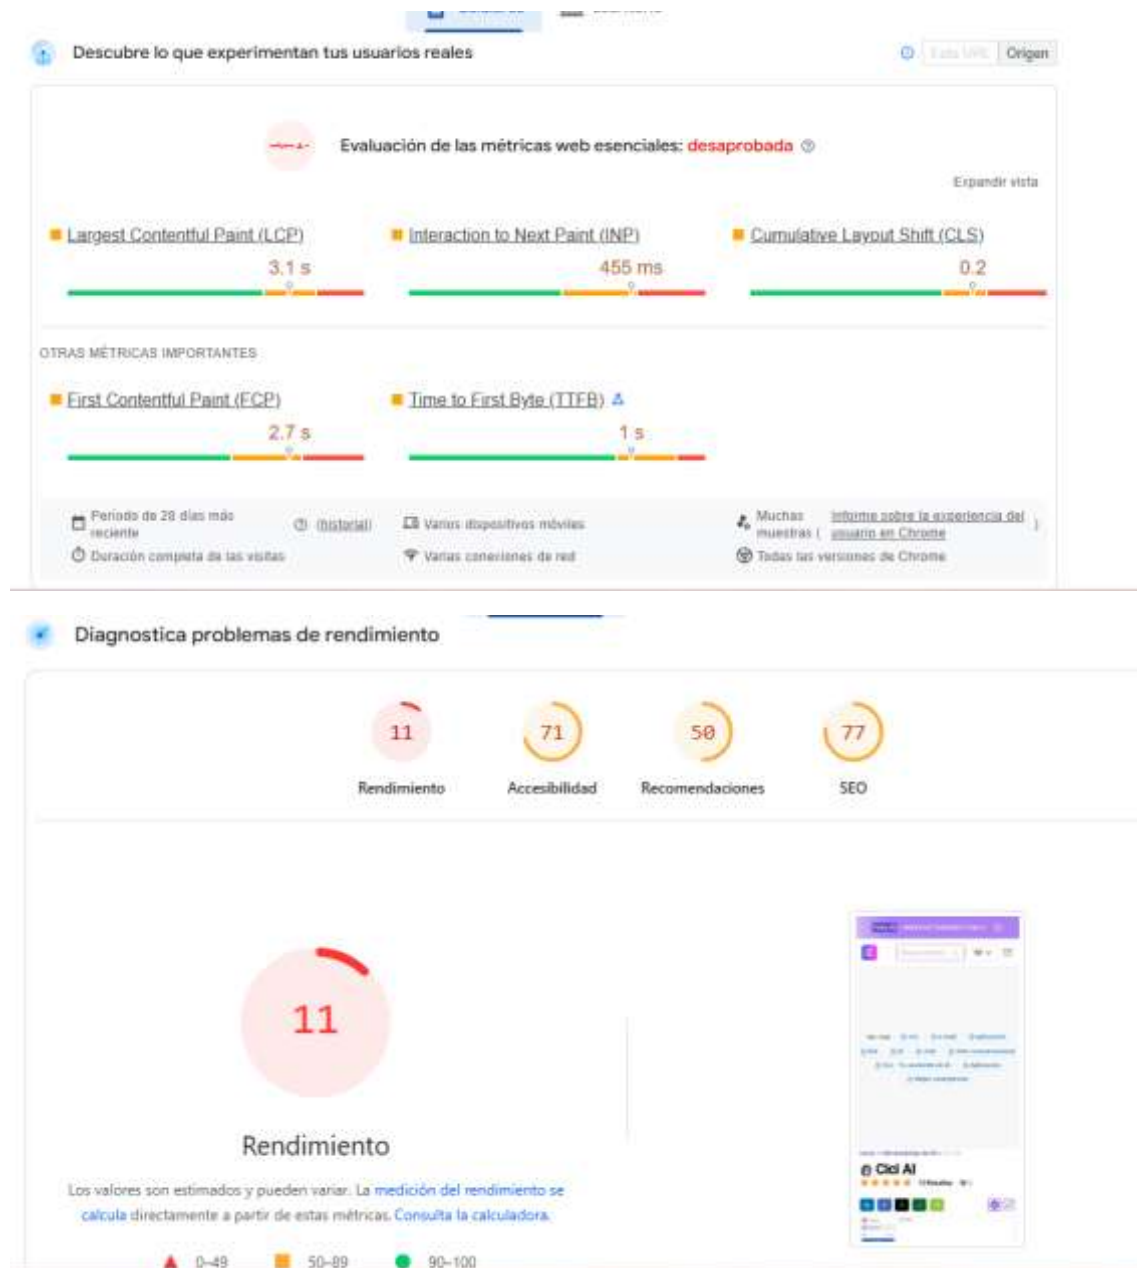 Descubre lo que experimentan tus usuarios reales
Esta URL Origen
Evaluación de las métricas web esenciales: desaprobada
Expandir vista
Largest Contentful Paint (LCP)
3.1 s
Interaction to Next Paint (INP)
455 ms
Cumulative Layout Shift (CLS)
0.2
OTRAS MÉTRICAS IMPORTANTES
First Contentful Paint (FCP)
2.7 s
Time to First Byte (TTFB)
1 s
Periodo de 28 días más reciente (historial)
Varios dispositivos móviles
Muchas muestras ( informe sobre la experiencia del usuario en Chrome )
Duración completa de las visitas
Varias conexiones de red
Todas las versiones de Chrome
Diagnostica problemas de rendimiento
11
Rendimiento
71
Accesibilidad
50
Recomendaciones
77
SEO
11
Rendimiento
Los valores son estimados y pueden variar. La medición del rendimiento se
calcula directamente a partir de estas métricas. Consulta la calculadora.
0–49
50–89
90–100
Cici AI